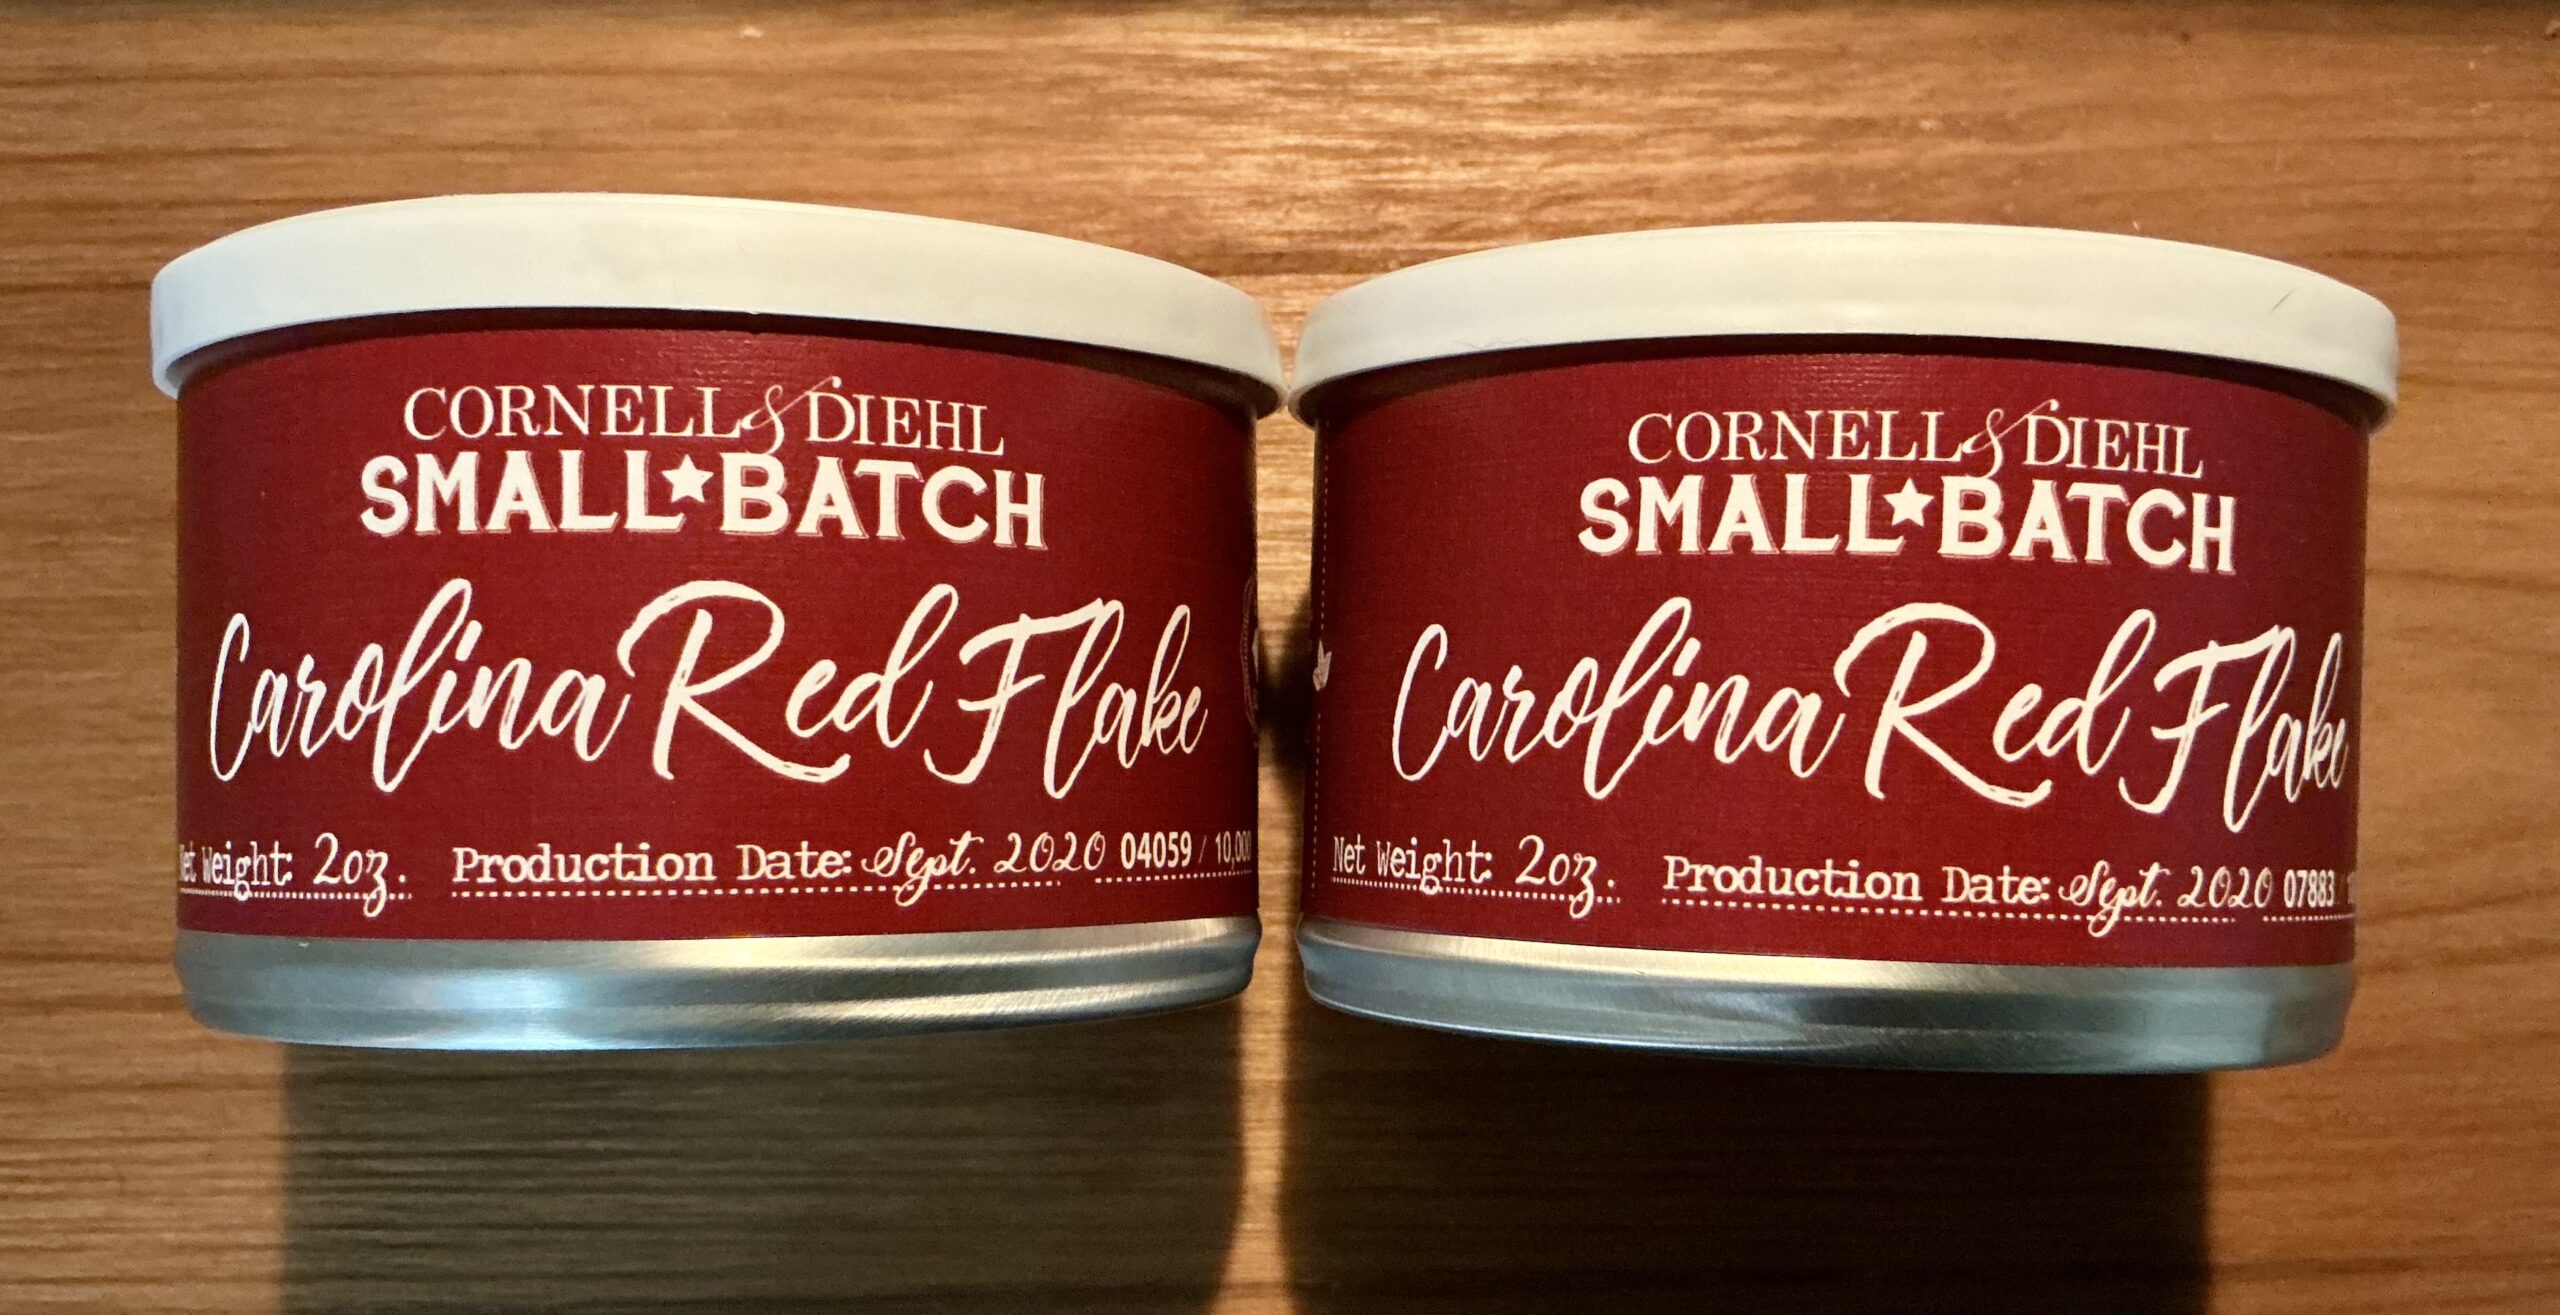 CORNELL & DIEHL
SMALL★BATCH
Carolina Red Flake
Net Weight: 2oz. Production Date: Sept. 2020 04059 / 10,000
CORNELL & DIEHL
SMALL★BATCH
Carolina Red Flake
Net Weight: 2oz. Production Date: Sept. 2020 07883 /